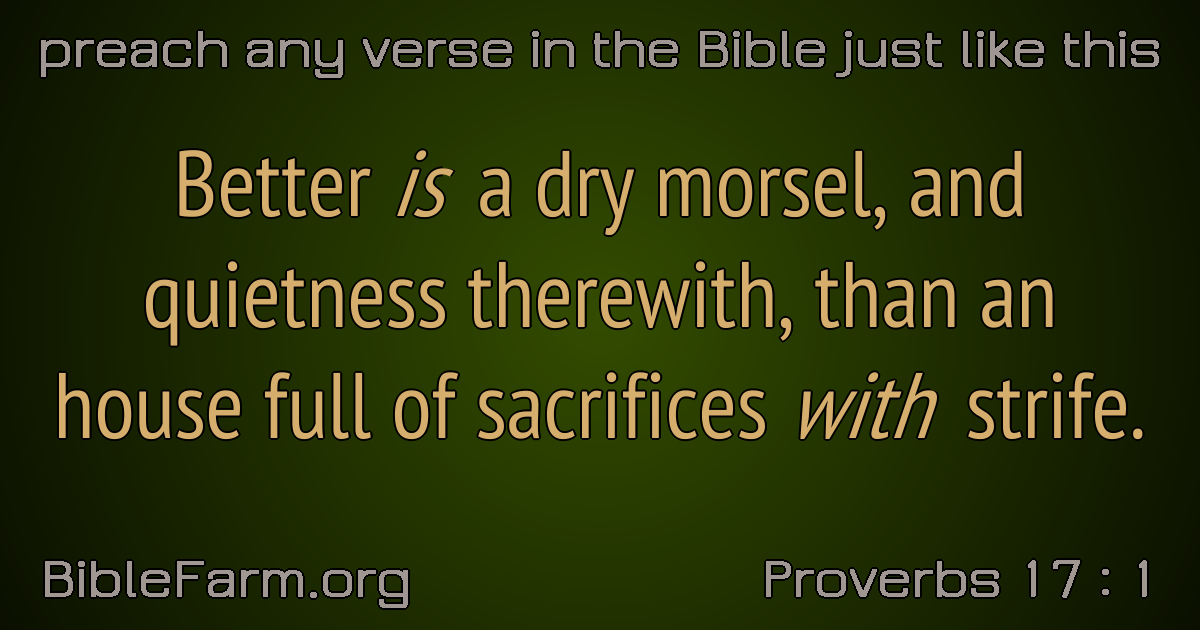 preach any verse in the Bible just like this
Better is a dry morsel, and
quietness therewith, than an
house full of sacrifices with strife.
BibleFarm.org
Proverbs 17 : 1